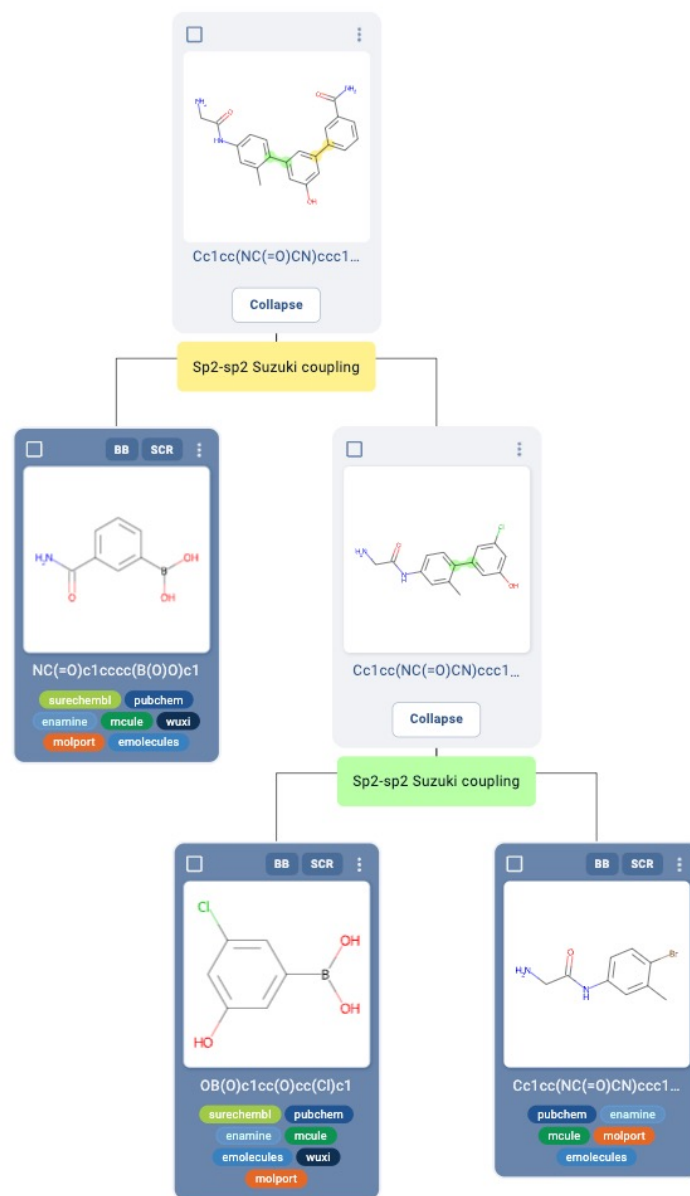 NH₂
O
NH₂
O
NH
OH
Cc1cc(NC(=O)CN)ccc1...
Collapse
Sp2-sp2 Suzuki coupling
BB SCR
H₂N
O
B
OH
OH
NC(=O)c1cccc(B(O)O)c1
surechembl pubchem
enamine mcule wuxi
molport emolecules
Cl
H₂N
O
N
H
OH
Cc1cc(NC(=O)CN)ccc1...
Collapse
Sp2-sp2 Suzuki coupling
BB SCR
Cl
OH
B
OH
HO
OB(O)c1cc(O)cc(Cl)c1
surechembl pubchem
enamine mcule
emolecules wuxi
molport
BB SCR
Br
O
H₂N
N
H
Cc1cc(NC(=O)CN)ccc1...
pubchem enamine
mcule molport
emolecules